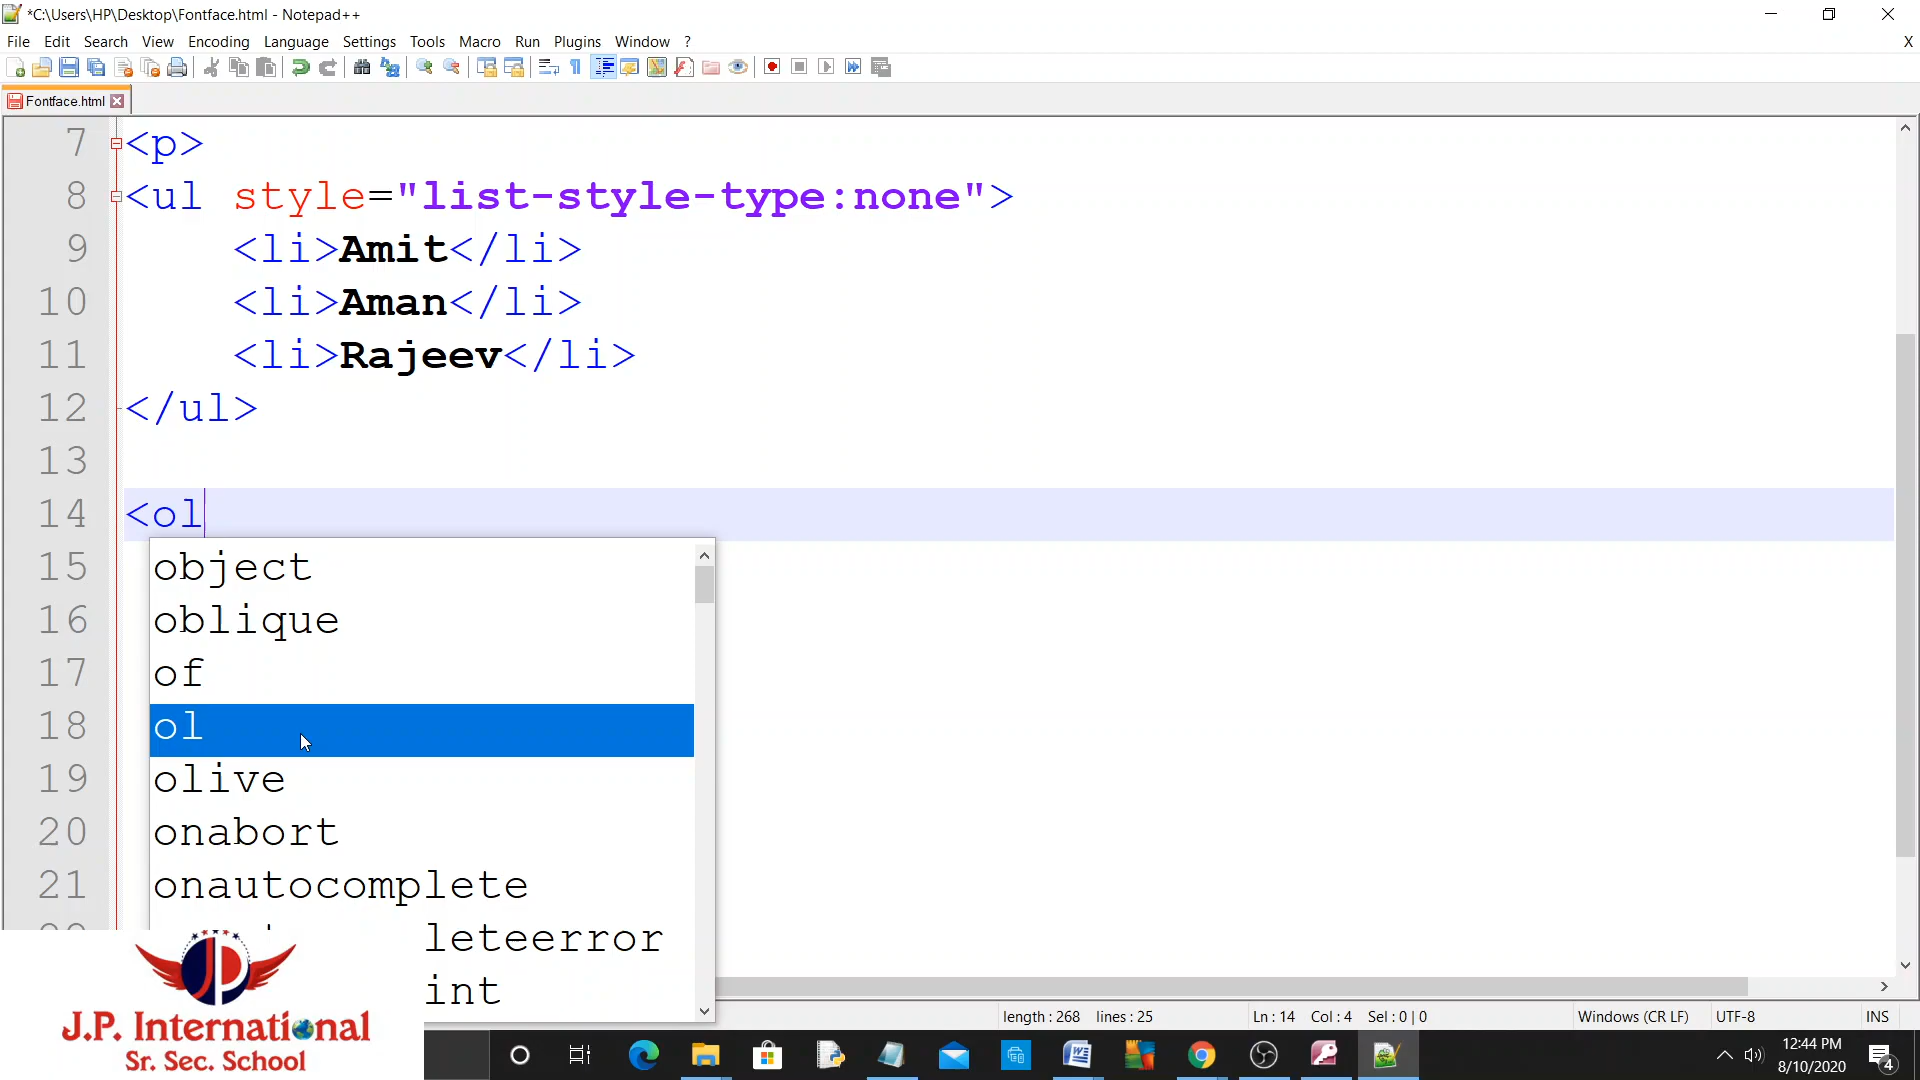 *C:\Users\HP\Desktop\Fontface.html - Notepad++
File Edit Search View Encoding Language Settings Tools Macro Run Plugins Window ? X
Fontface.html
7 <p>
8 <ul style="list-style-type:none">
9 <li>Amit</li>
10 <li>Aman</li>
11 <li>Rajeev</li>
12 </ul>
13
14 <ol
15 object
16 oblique
17 of
18 ol
19 olive
20 onabort
21 onautocomplete
leteerror
int
J.P. International
Sr. Sec. School
length : 268 lines : 25 Ln : 14 Col : 4 Sel : 0 | 0 Windows (CR LF) UTF-8 INS
12:44 PM
8/10/2020
4